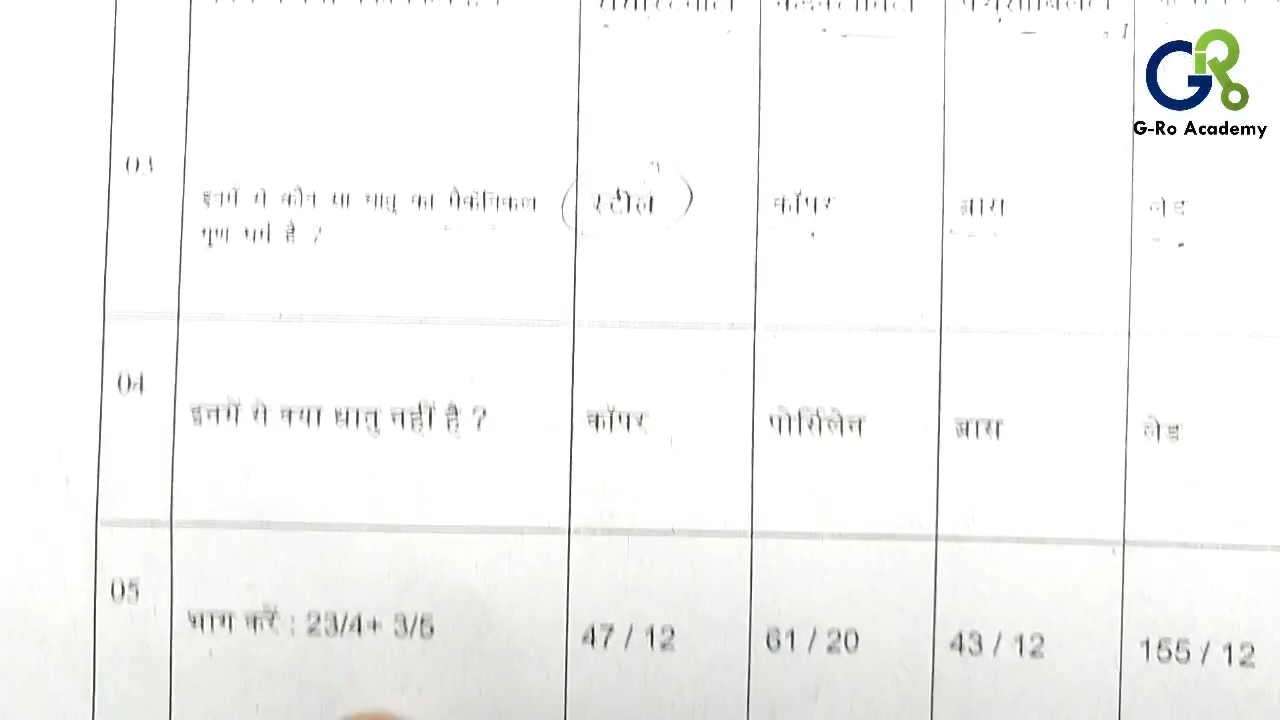 G-Ro Academy
03
इनमें से कौन सा धातु का मैकेनिकल
गुण धर्म है ?
स्टील
कॉपर
ब्रास
लेड
04
इनमें से क्या धातु नहीं है ?
कॉपर
पोर्सिलेन
ब्रास
लेड
05
भाग करें : 23/4+ 3/5
47 / 12
61 / 20
43 / 12
155 / 12